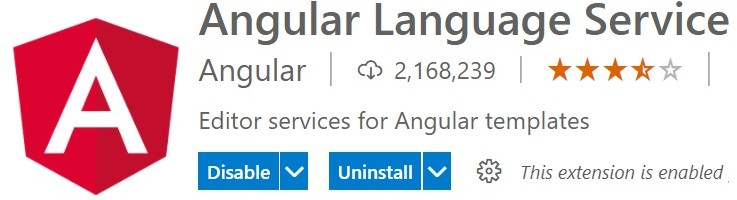 A
Angular Language Service
Angular | 2,168,239 | |
Editor services for Angular templates
Disable Uninstall This extension is enabled